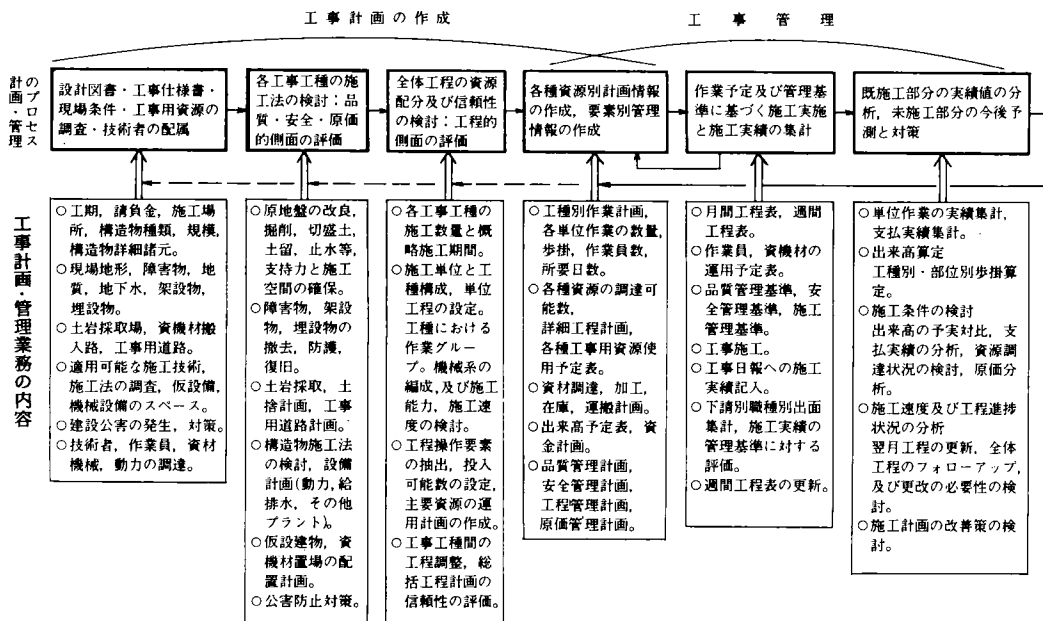 工事計画の作成
工事管理
計画・管理
のプロセス
設計図書・工事仕様書・
現場条件・工事用資源の
調査・技術者の配属
各工事工種の施
工法の検討：品
質・安全・原価
的側面の評価
全体工程の資源
配分及び信頼性
の検討：工程的
側面の評価
各種資源別計画情報
の作成，要素別管理
情報の作成
作業予定及び管理基
準に基づく施工実施
と施工実績の集計
既施工部分の実績値の分
析，未施工部分の今後予
測と対策
工事計画・管理業務の内容
○工期，請負金，施工場
所，構造物種類，規模，
構造物詳細諸元。
○現場地形，障害物，地
質，地下水，架設物，
埋設物。
○土岩採取場，資機材搬
入路，工事用道路。
○適用可能な施工技術，
施工法の調査，仮設備，
機械設備のスペース。
○建設公害の発生，対策。
○技術者，作業員，資材
機械，動力の調達。
○原地盤の改良，
掘削，切盛土，
土留，止水等，
支持力と施工
空間の確保。
○障害物，架設
物，埋設物の
撤去，防護，
復旧。
○土岩採取，土
捨計画，工事
用道路計画。
○構造物施工法
の検討，設備
計画(動力，給
排水，その他
プラント)。
○仮設建物，資
機材置場の配
置計画。
○公害防止対策。
○各工事工種の
施工数量と概
略施工期間。
○施工単位と工
種構成，単位
工程の設定。
工種における
作業グルー
プ。機械系の
編成，及び施工
能力，施工速
度の検討。
○工程操作要素
の抽出，投入
可能数の設定，
主要資源の運
用計画の作成。
○工事工種間の
工程調整，総
括工程計画の
信頼性の評価。
○工種別作業計画，
各単位作業の数量，
歩掛，作業員数，
所要日数。
○各種資源の調達可
能数，
詳細工程計画，
各種工事用資源使
用予定表。
○資材調達，加工，
在庫，運搬計画。
○出来高予定表，資
金計画。
○品質管理計画，
安全管理計画，
工程管理計画，
原価管理計画。
○月間工程表，週間
工程表。
○作業員，資機材の
運用予定表。
○品質管理基準，安
全管理基準，施工
管理基準。
○工事施工。
○工事日報への施工
実績記入。
○下請別職種別出面
集計，施工実績の
管理基準に対する
評価。
○週間工程表の更新。
○単位作業の実績集計，
支払実績集計。
○出来高算定
工種別・部位別歩掛算
定。
○施工条件の検討
出来高の予実対比，支
払実績の分析，資源調
達状況の検討，原価分
析。
○施工速度及び工程進捗
状況の分析
翌月工程の更新，全体
工程のフォローアップ，
及び更改の必要性の検
討。
○施工計画の改善策の検
討。